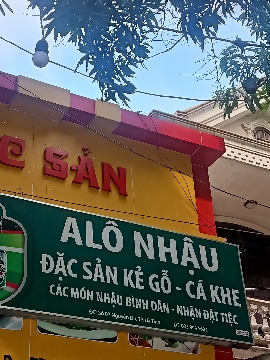 C SẢN
ALÔ NHẬU
ĐẶC SẢN KẺ GỖ - CÁ KHE
CÁC MÓN NHẬU BÌNH DÂN - NHẬN ĐẶT TIỆC